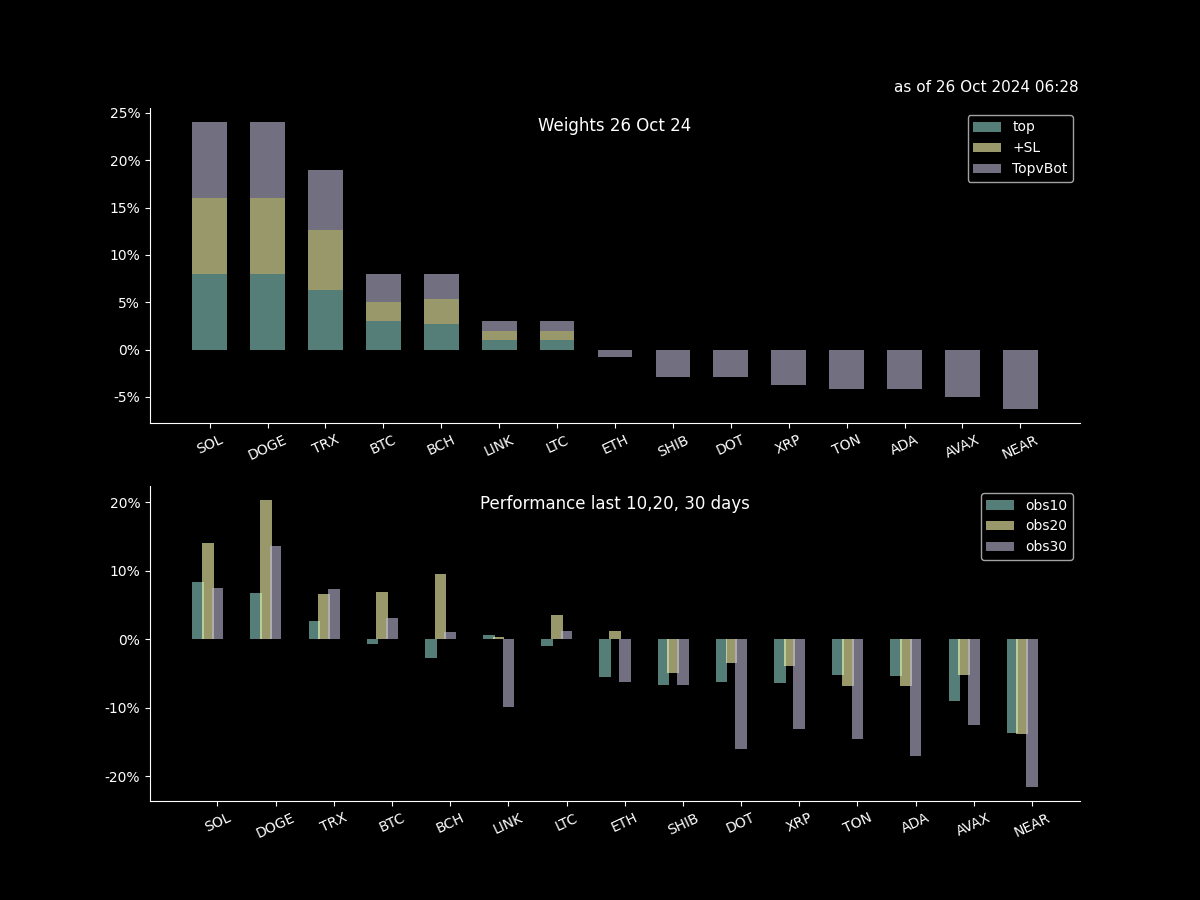 as of 26 Oct 2024 06:28
Weights 26 Oct 24
top
+SL
TopvBot
25%
20%
15%
10%
5%
0%
-5%
SOL DOGE TRX BTC BCH LINK LTC ETH SHIB DOT XRP TON ADA AVAX NEAR
Performance last 10,20, 30 days
obs10
obs20
obs30
20%
10%
0%
-10%
-20%
SOL DOGE TRX BTC BCH LINK LTC ETH SHIB DOT XRP TON ADA AVAX NEAR